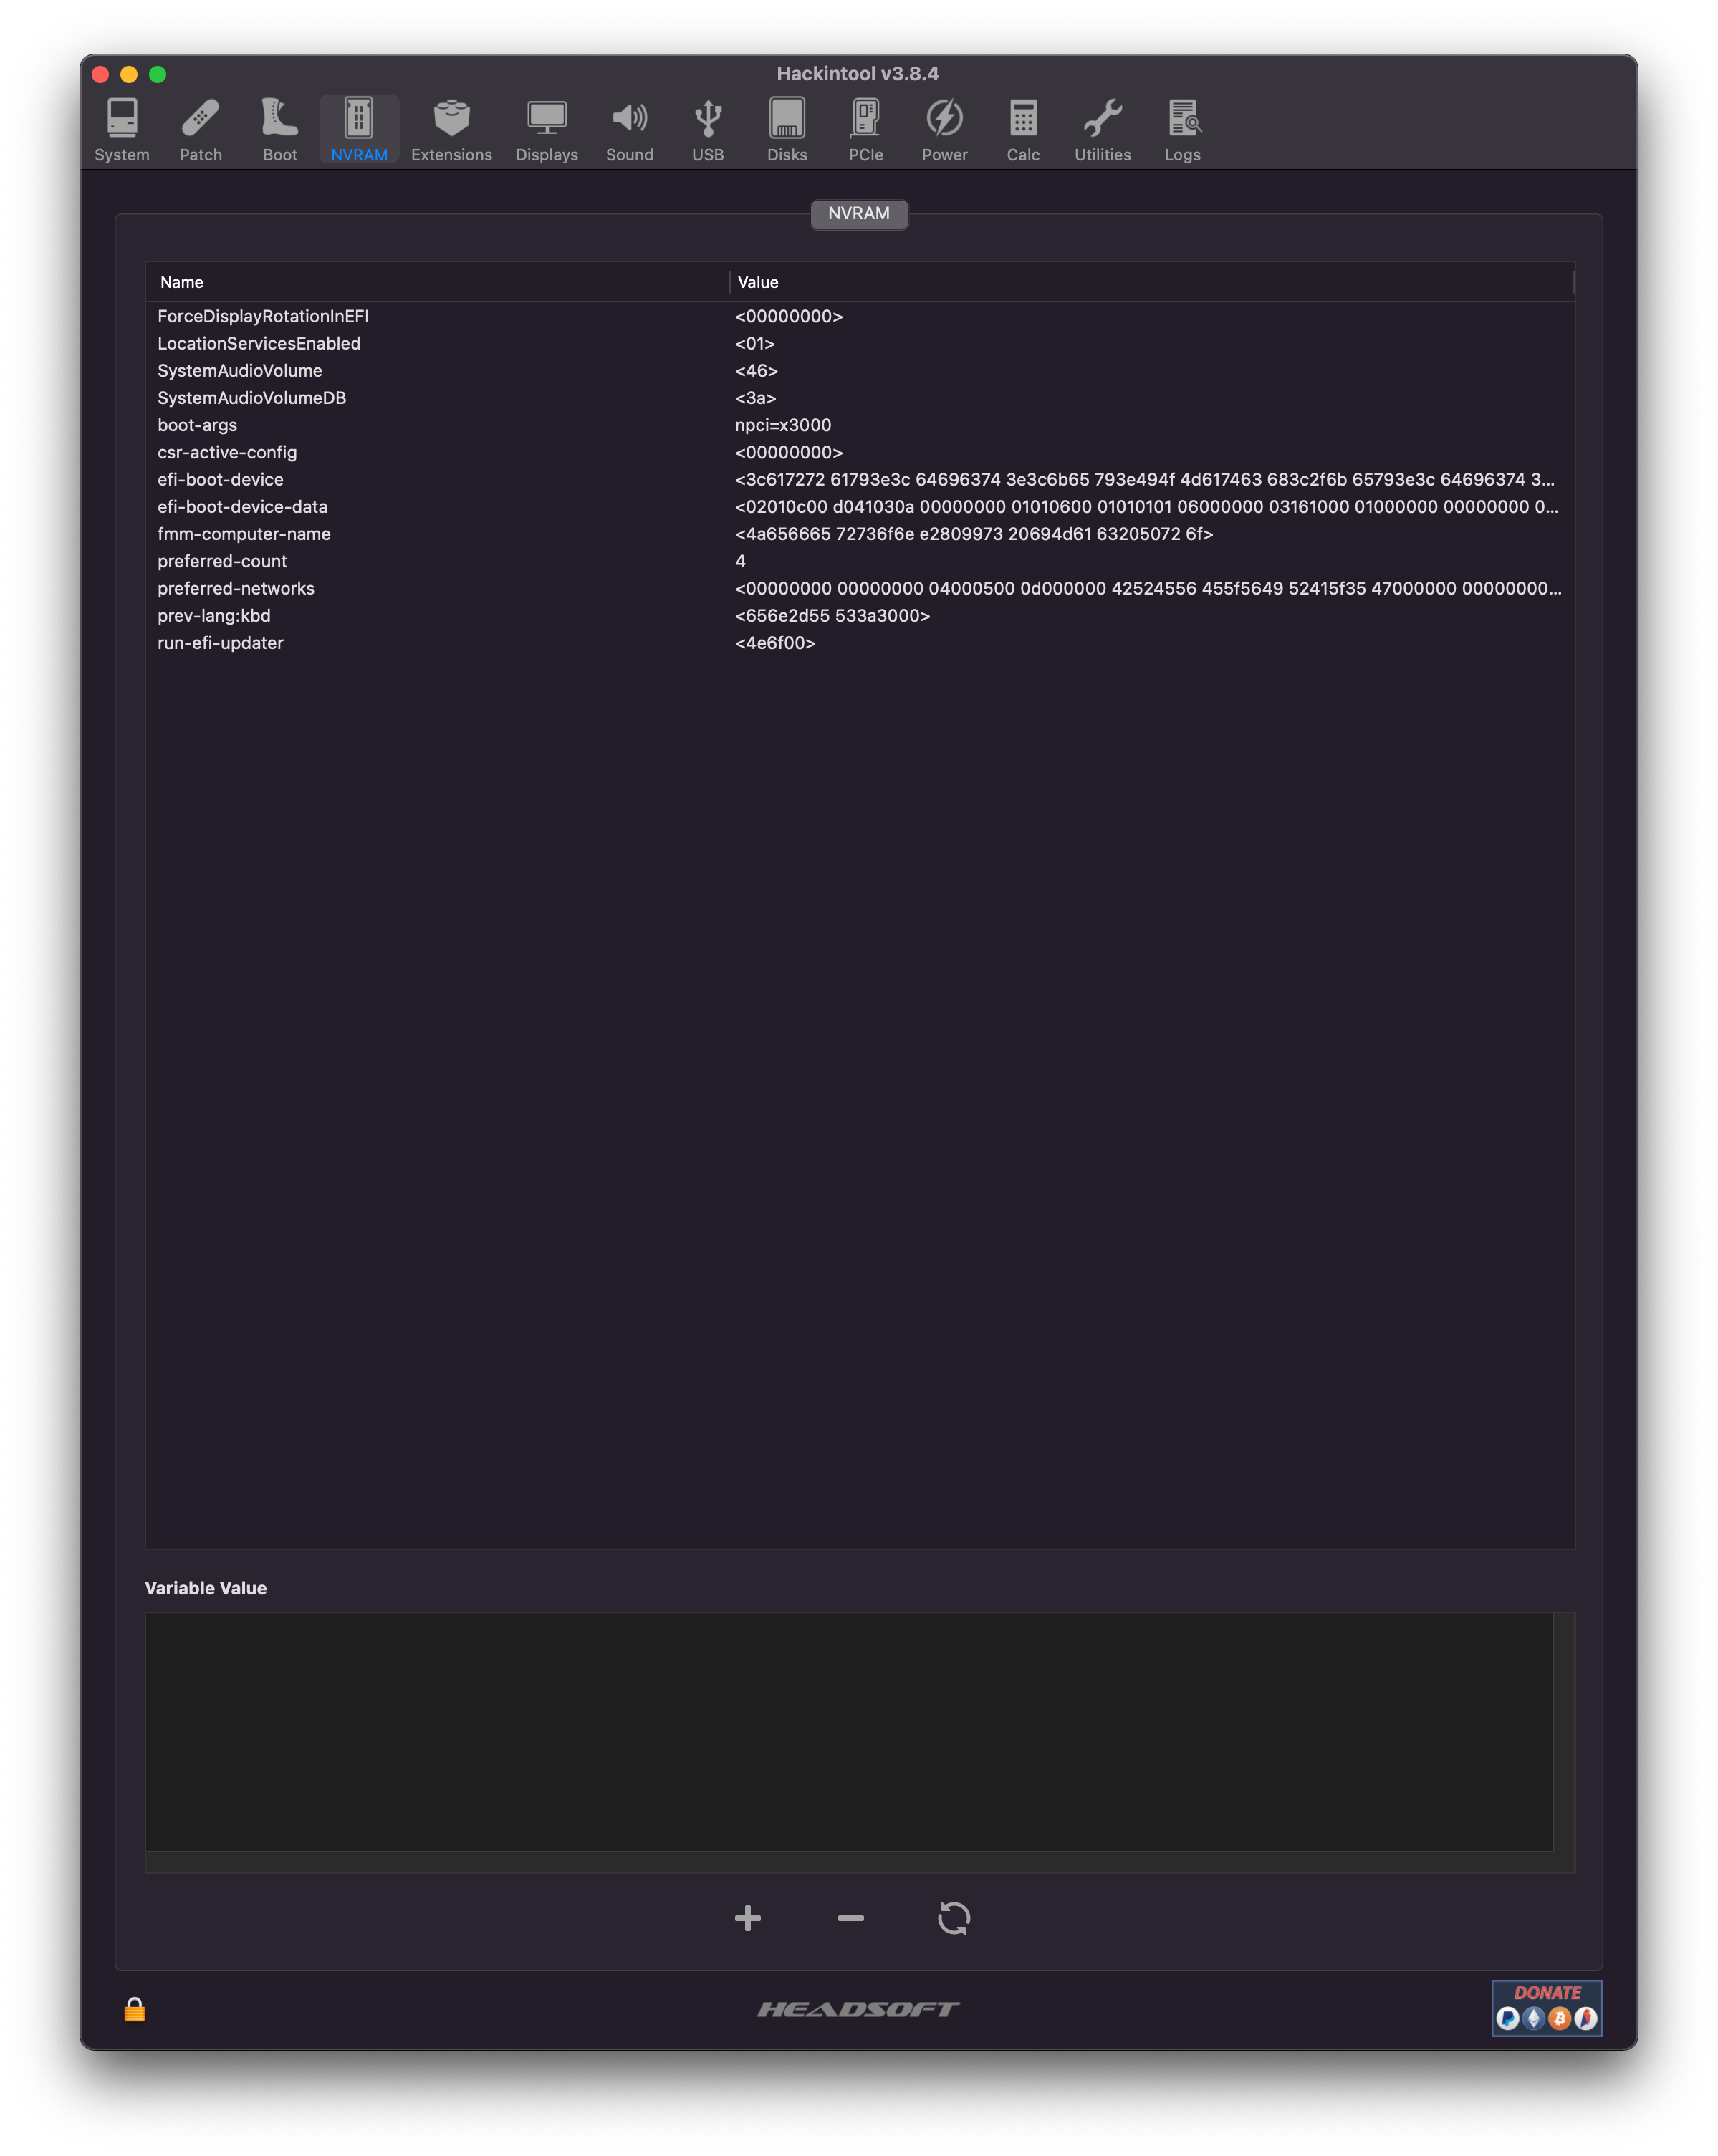 Hackintool v3.8.4
System Patch Boot NVRAM Extensions Displays Sound USB Disks PCIe Power Calc Utilities Logs
NVRAM
Name Value
ForceDisplayRotationInEFI <00000000>
LocationServicesEnabled <01>
SystemAudioVolume <46>
SystemAudioVolumeDB <3a>
boot-args npci=x3000
csr-active-config <00000000>
efi-boot-device <3c617272 61793e3c 64696374 3e3c6b65 793e494f 4d617463 683c2f6b 65793e3c 64696374 3...
efi-boot-device-data <02010c00 d041030a 00000000 01010600 01010101 06000000 03161000 01000000 00000000 0...
fmm-computer-name <4a656665 72736f6e e2809973 20694d61 63205072 6f>
preferred-count 4
preferred-networks <00000000 00000000 04000500 0d000000 42524556 455f5649 52415f35 47000000 00000000...
prev-lang:kbd <656e2d55 533a3000>
run-efi-updater <4e6f00>
Variable Value
HEADSOFT
DONATE